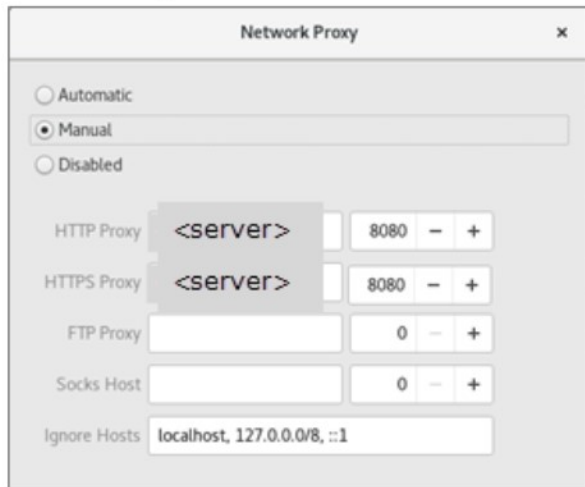 Network Proxy ×
Automatic
Manual
Disabled
HTTP Proxy <server> 8080 − +
HTTPS Proxy <server> 8080 − +
FTP Proxy 0 − +
Socks Host 0 − +
Ignore Hosts localhost, 127.0.0.0/8, ::1